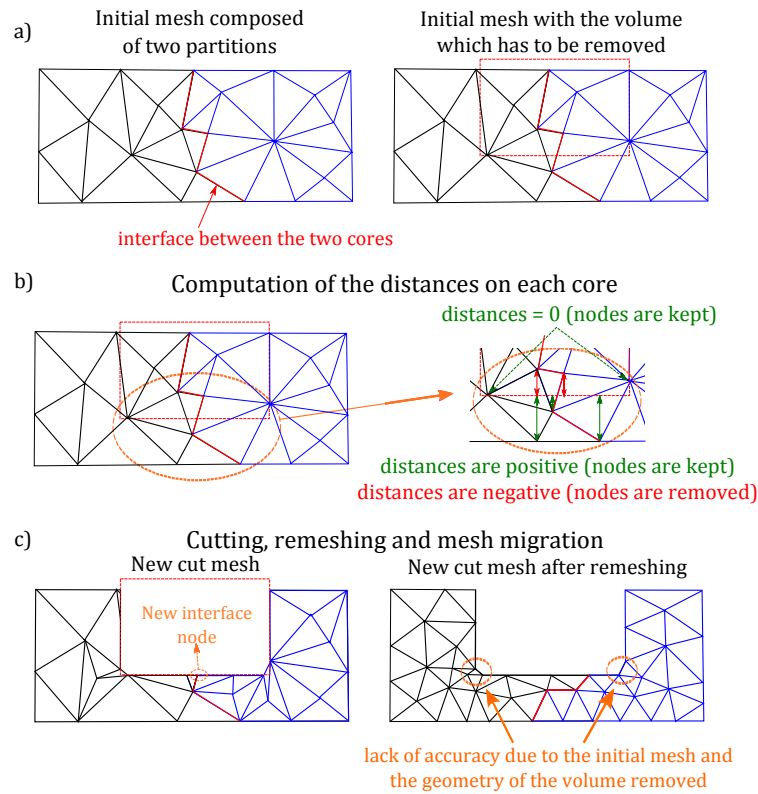 a)
Initial mesh composed
of two partitions
Initial mesh with the volume
which has to be removed
interface between the two cores
b)
Computation of the distances on each core
distances = 0 (nodes are kept)
distances are positive (nodes are kept)
distances are negative (nodes are removed)
c)
Cutting, remeshing and mesh migration
New cut mesh
New cut mesh after remeshing
New interface
node
lack of accuracy due to the initial mesh and
the geometry of the volume removed